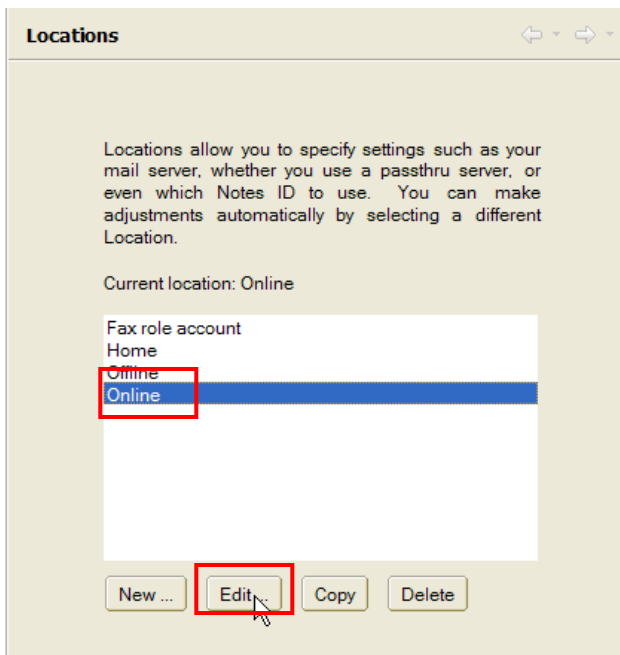 Locations
Locations allow you to specify settings such as your
mail server, whether you use a passthru server, or
even which Notes ID to use. You can make
adjustments automatically by selecting a different
Location.
Current location: Online
Fax role account
Home
Offline
Online
New ... Edit ... Copy Delete